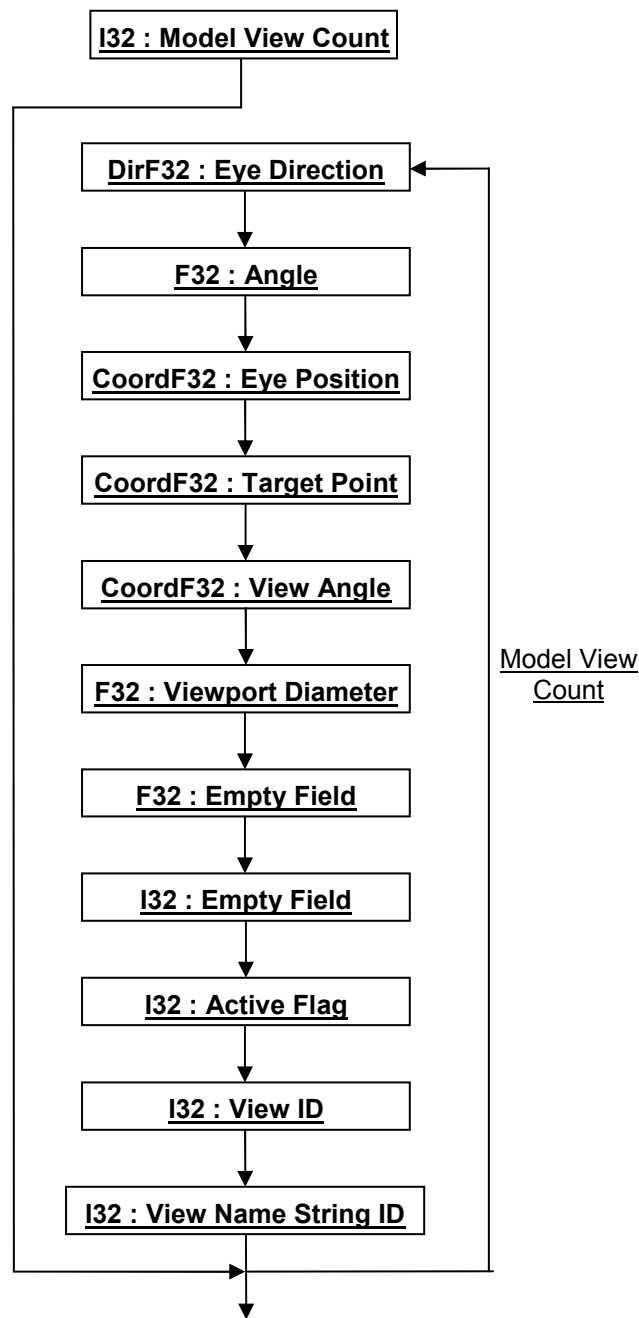 I32 : Model View Count
DirF32 : Eye Direction
F32 : Angle
CoordF32 : Eye Position
CoordF32 : Target Point
CoordF32 : View Angle
F32 : Viewport Diameter
Model View
Count
F32 : Empty Field
I32 : Empty Field
I32 : Active Flag
I32 : View ID
I32 : View Name String ID